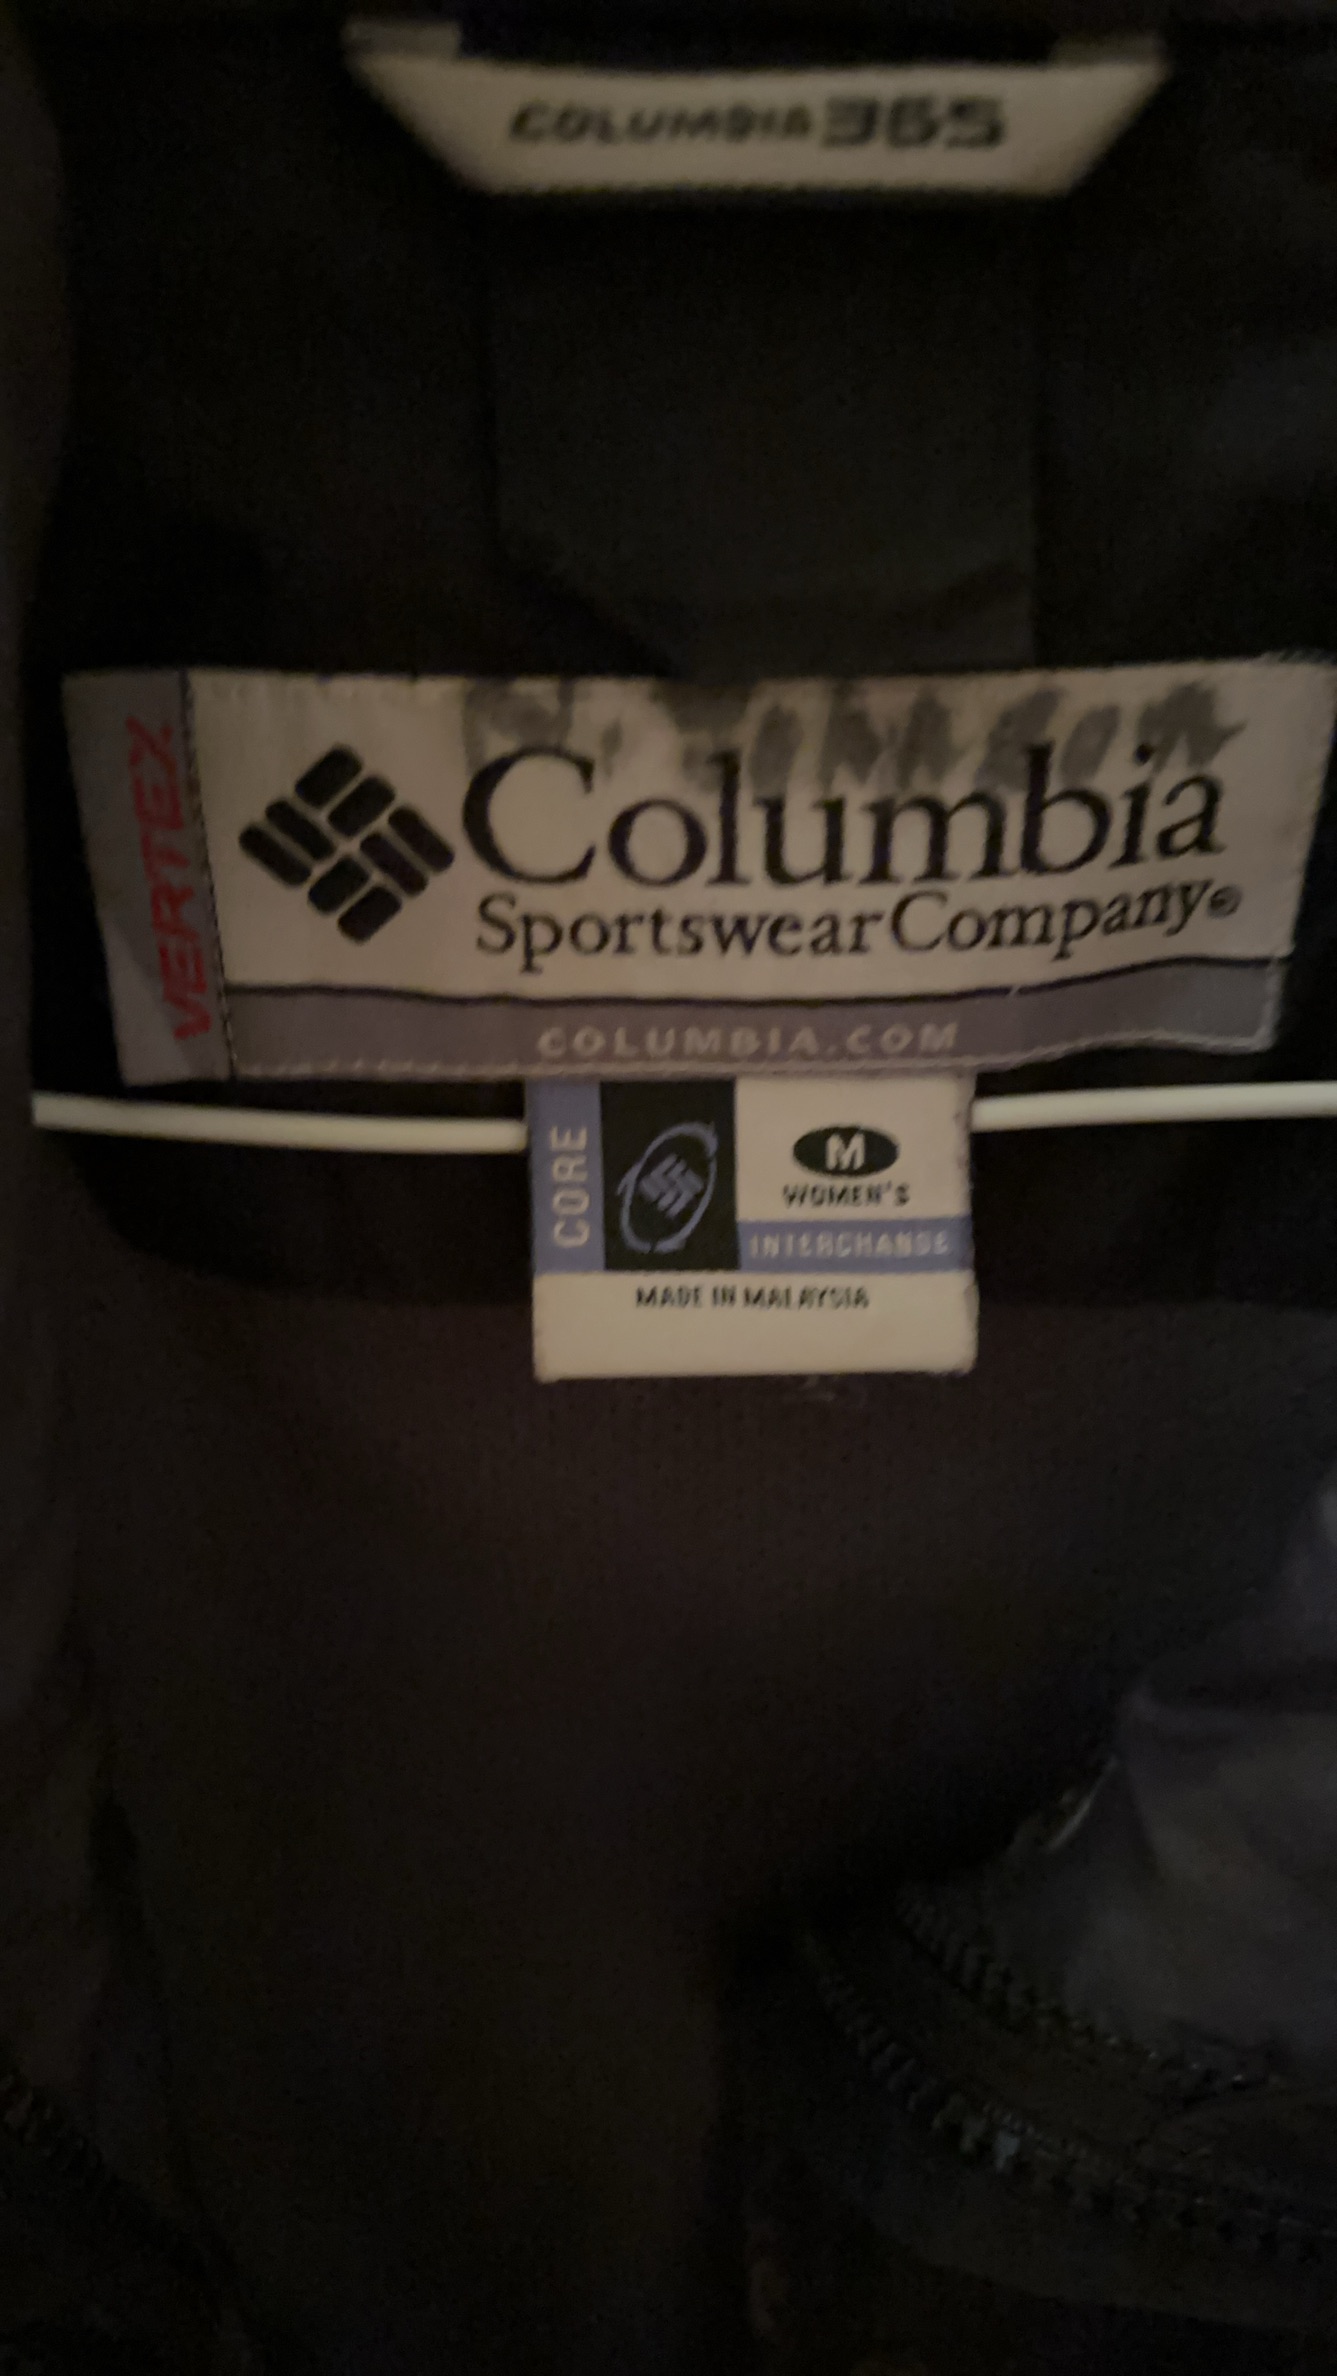 COLUMBIA 365
VERTEX
Columbia
Sportswear Company®
COLUMBIA.COM
CORE
M
WOMEN'S
INTERCHANGE
MADE IN MALAYSIA